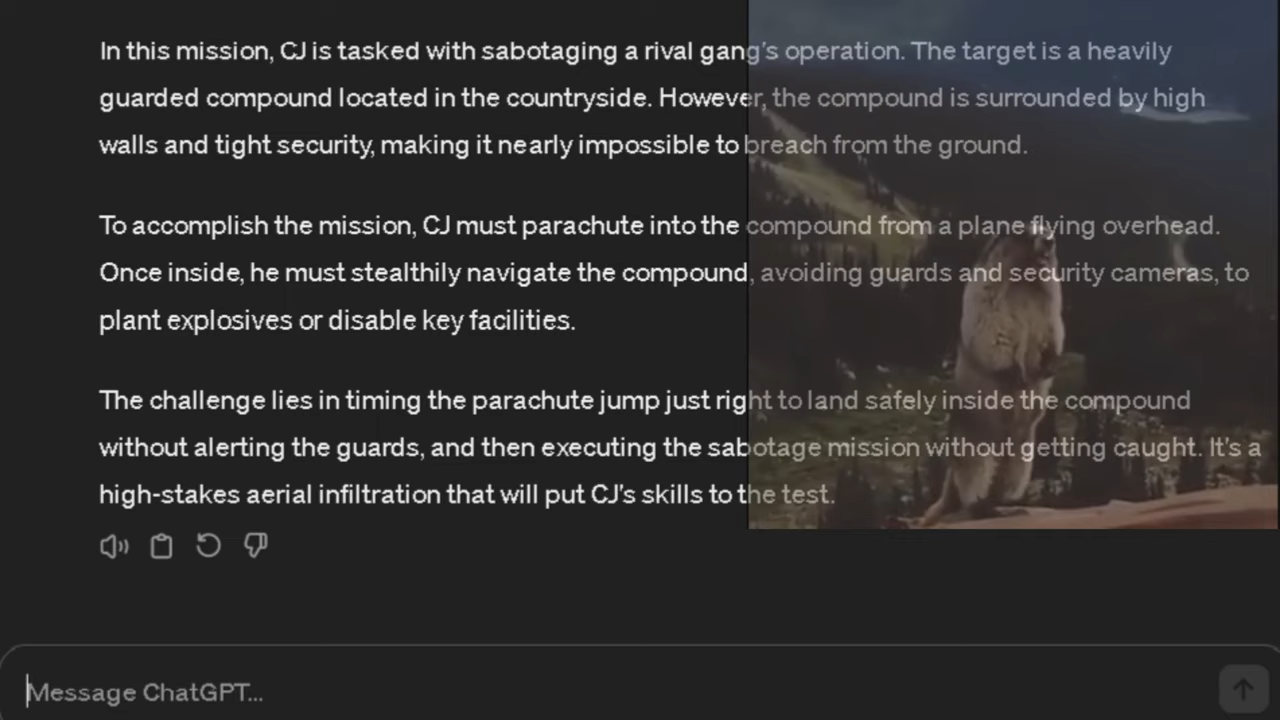 In this mission, CJ is tasked with sabotaging a rival gang's operation. The target is a heavily
guarded compound located in the countryside. However, the compound is surrounded by high
walls and tight security, making it nearly impossible to breach from the ground.
To accomplish the mission, CJ must parachute into the compound from a plane flying overhead.
Once inside, he must stealthily navigate the compound, avoiding guards and security cameras, to
plant explosives or disable key facilities.
The challenge lies in timing the parachute jump just right to land safely inside the compound
without alerting the guards, and then executing the sabotage mission without getting caught. It's a
high-stakes aerial infiltration that will put CJ's skills to the test.
Message ChatGPT...